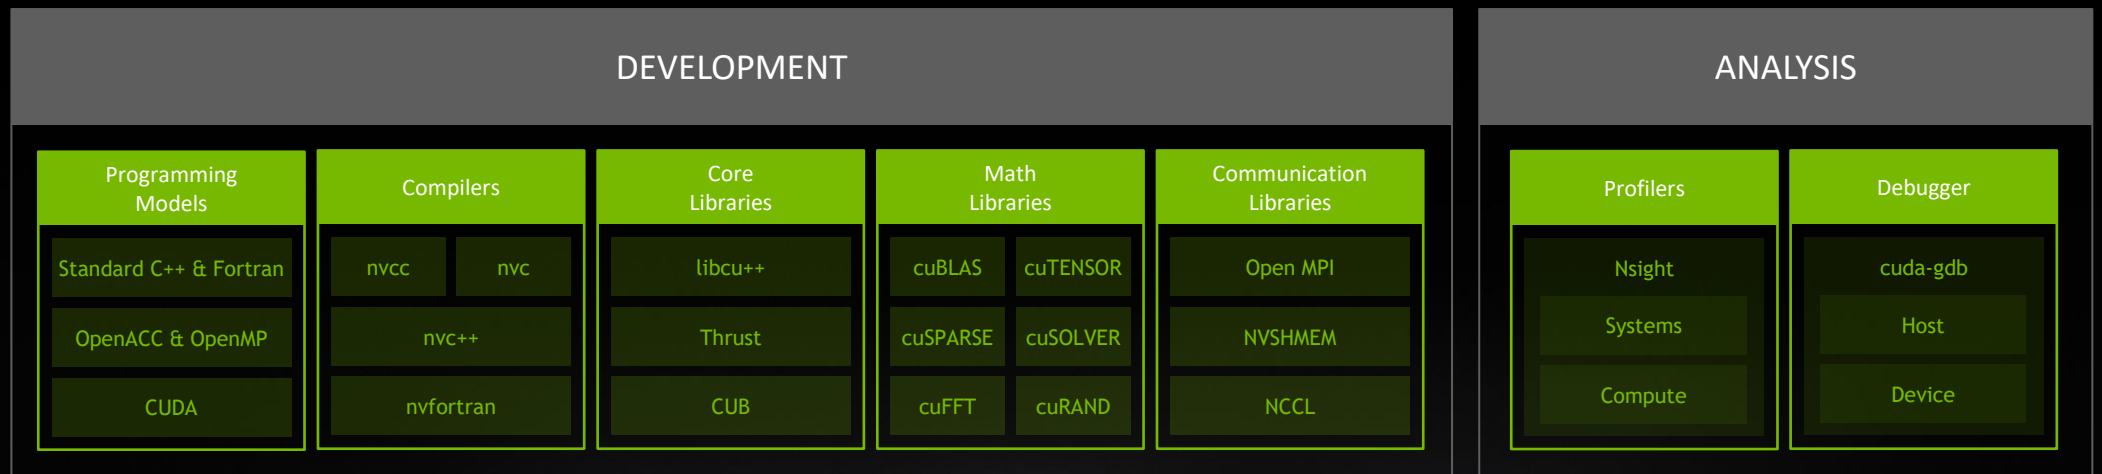 DEVELOPMENT
Programming
Models
Standard C++ & Fortran
OpenACC & OpenMP
CUDA
Compilers
nvcc
nvc
nvc++
nvfortran
Core
Libraries
libcu++
Thrust
CUB
Math
Libraries
cuBLAS
cuTENSOR
cuSPARSE
cuSOLVER
cuFFT
cuRAND
Communication
Libraries
Open MPI
NVSHMEM
NCCL
ANALYSIS
Profilers
Nsight
Systems
Compute
Debugger
cuda-gdb
Host
Device